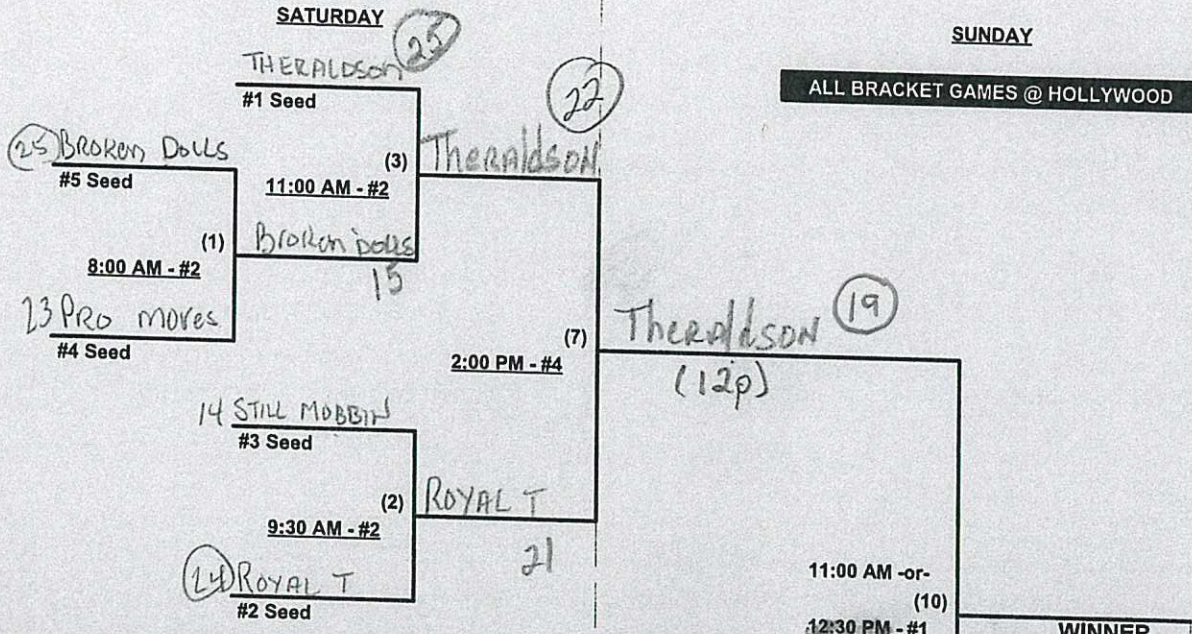 SATURDAY
SUNDAY
THERALDSON 25
#1 Seed
22
ALL BRACKET GAMES @ HOLLYWOOD
25 BROKEN DOLLS
#5 Seed
(3)
11:00 AM - #2
Theraldson
(1)
8:00 AM - #2
Broken Dolls
15
23 PRO moves
#4 Seed
(7)
2:00 PM - #4
Theraldson 19
(12p)
14 STILL MOBBIN
#3 Seed
(2)
9:30 AM - #2
ROYAL T
21
24 ROYAL T
#2 Seed
11:00 AM -or-
(10)
12:30 PM - #1
WINNER